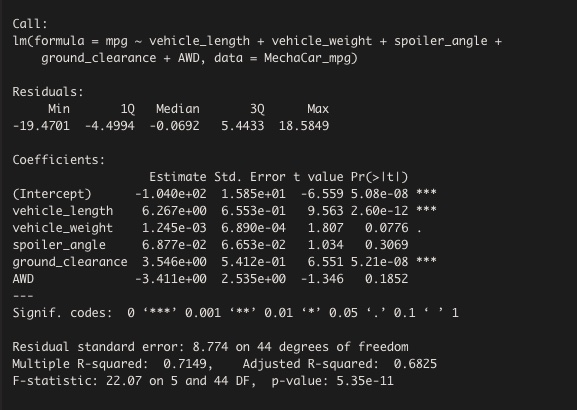 Call:
lm(formula = mpg ~ vehicle_length + vehicle_weight + spoiler_angle +
    ground_clearance + AWD, data = MechaCar_mpg)

Residuals:
     Min       1Q   Median       3Q      Max
-19.4701  -4.4994  -0.0692   5.4433  18.5849

Coefficients:
                   Estimate Std. Error t value Pr(>|t|)
(Intercept)      -1.040e+02  1.585e+01  -6.559 5.08e-08 ***
vehicle_length    6.267e+00  6.553e-01   9.563 2.60e-12 ***
vehicle_weight    1.245e-03  6.890e-04   1.807   0.0776 .
spoiler_angle     6.877e-02  6.653e-02   1.034   0.3069
ground_clearance  3.546e+00  5.412e-01   6.551 5.21e-08 ***
AWD              -3.411e+00  2.535e+00  -1.346   0.1852
---
Signif. codes:  0 ‘***’ 0.001 ‘**’ 0.01 ‘*’ 0.05 ‘.’ 0.1 ‘ ’ 1

Residual standard error: 8.774 on 44 degrees of freedom
Multiple R-squared:  0.7149,    Adjusted R-squared:  0.6825
F-statistic: 22.07 on 5 and 44 DF,  p-value: 5.35e-11